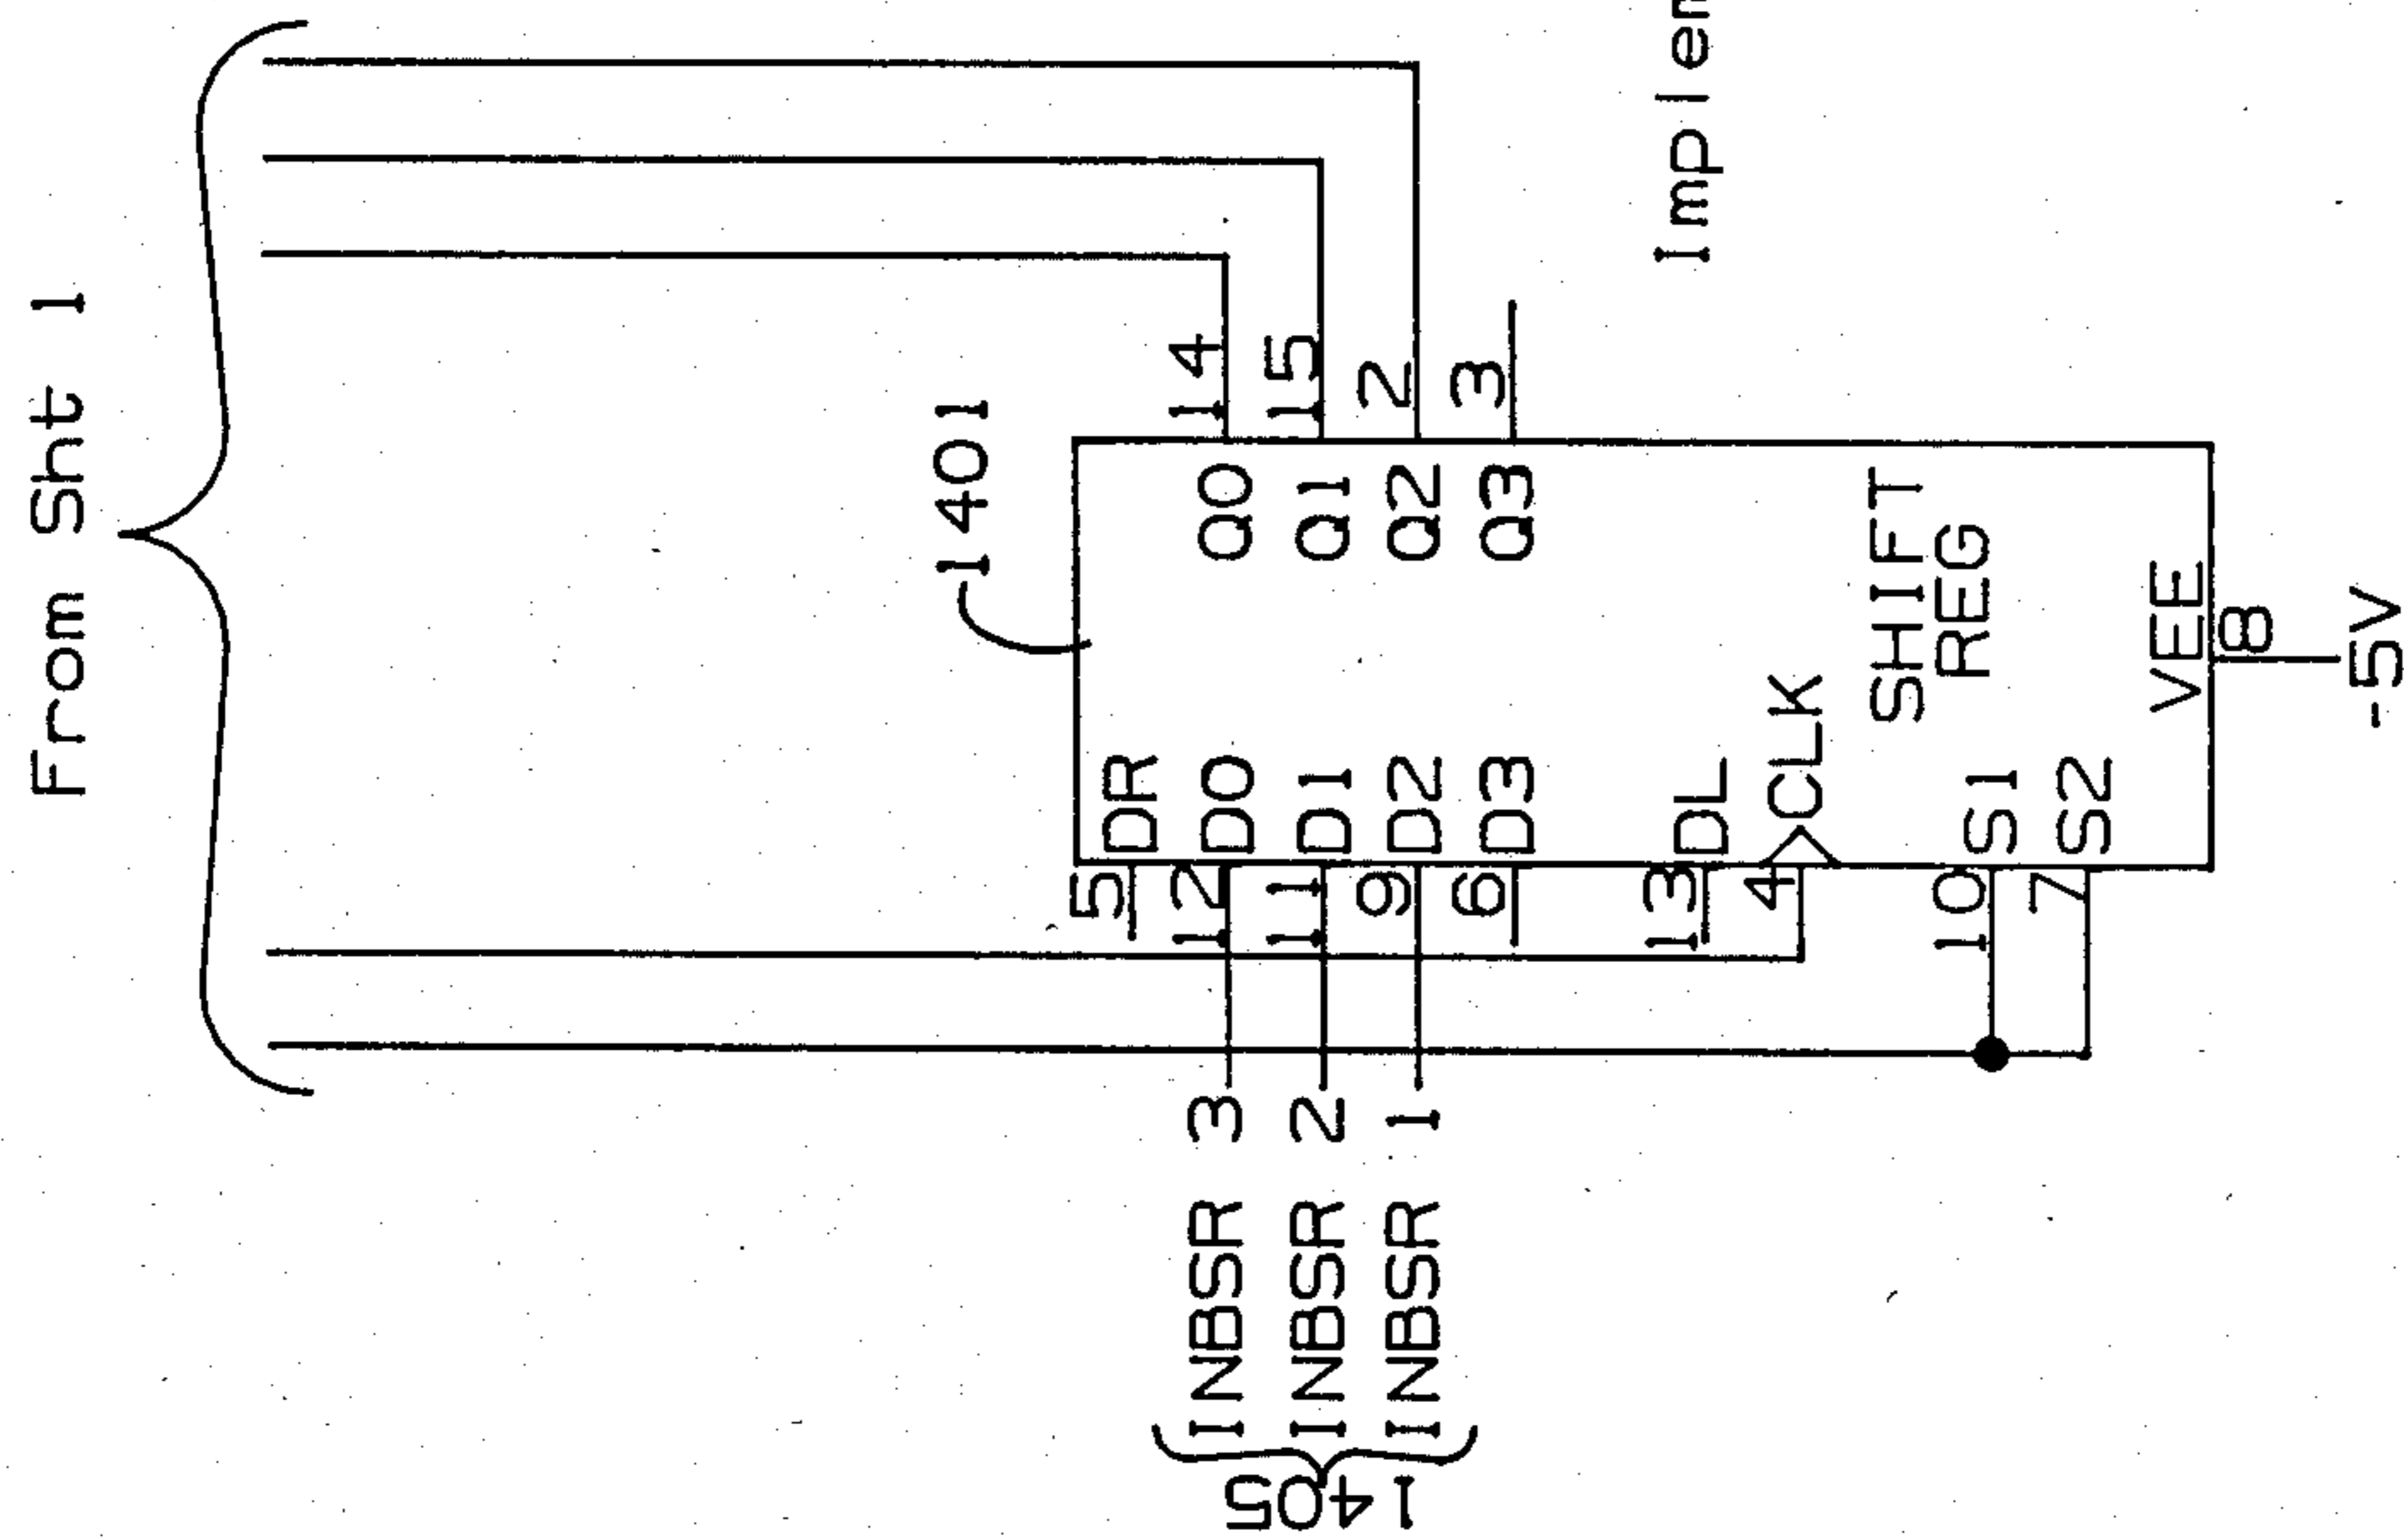 From Sht 1
1401
5 DR
12 D0
11 D1
9 D2
6 D3
13 DL
4 CLK
10 S1
7 S2
Q0 14
Q1 15
Q2 2
Q3 3
SHIFT
REG
VEE
8
-5V
INBSR 3
INBSR 2
INBSR 1
1405